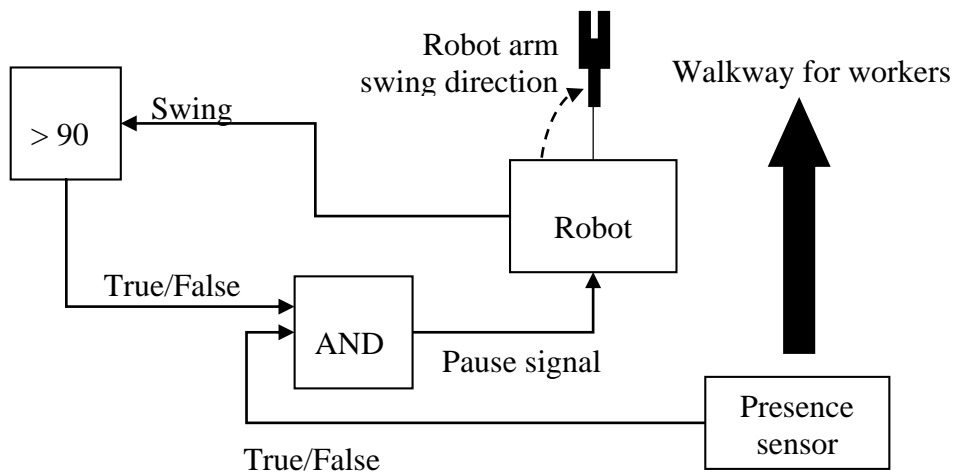 Robot arm
swing direction
Walkway for workers
Swing
> 90
Robot
True/False
AND
Pause signal
Presence
sensor
True/False